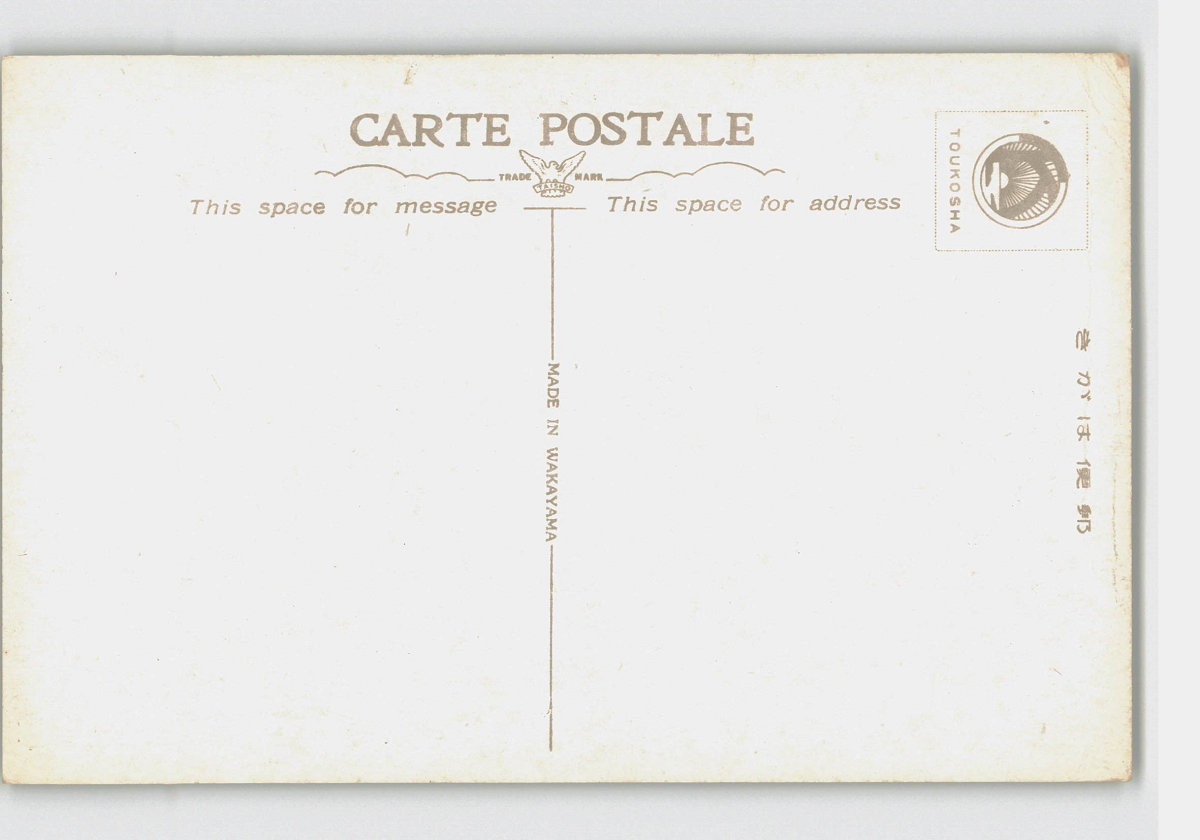 CARTE POSTALE
TRADE MARK
TAISHO
This space for message
This space for address
TOUKOSHA
MADE IN WAKAYAMA
きがは便郵